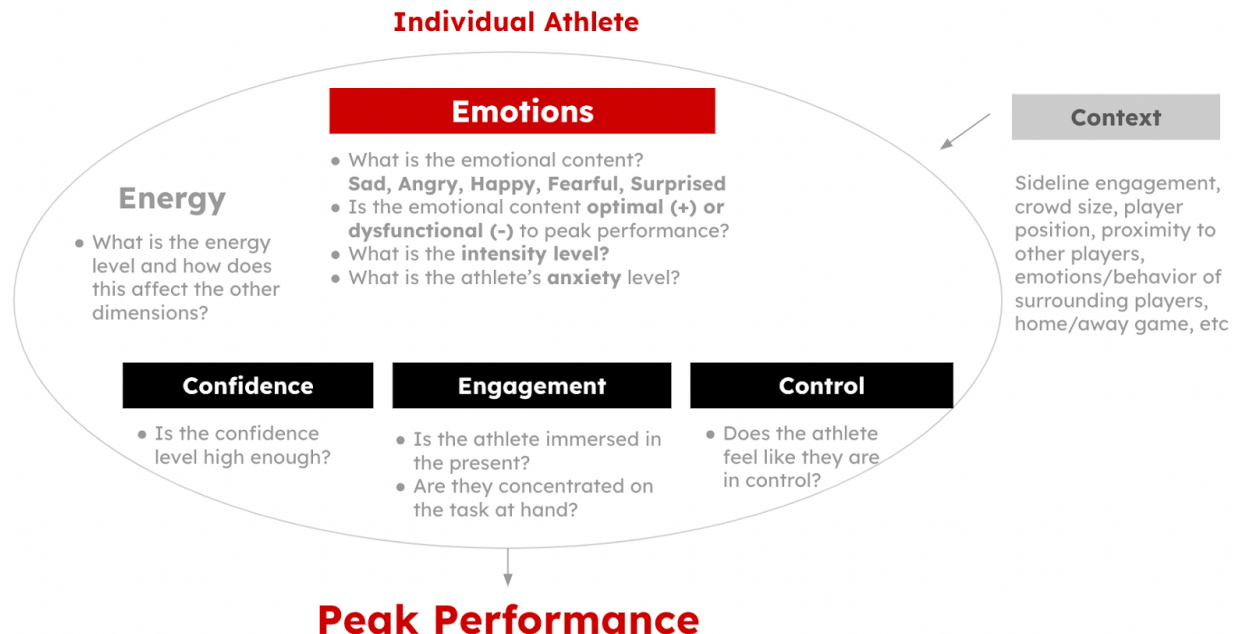 Individual Athlete
Emotions
● What is the emotional content?
Sad, Angry, Happy, Fearful, Surprised
● Is the emotional content optimal (+) or
dysfunctional (-) to peak performance?
● What is the intensity level?
● What is the athlete's anxiety level?
Energy
● What is the energy
level and how does
this affect the other
dimensions?
Context
Sideline engagement,
crowd size, player
position, proximity to
other players,
emotions/behavior of
surrounding players,
home/away game, etc
Confidence
● Is the confidence
level high enough?
Engagement
● Is the athlete immersed in
the present?
● Are they concentrated on
the task at hand?
Control
● Does the athlete
feel like they are
in control?
Peak Performance